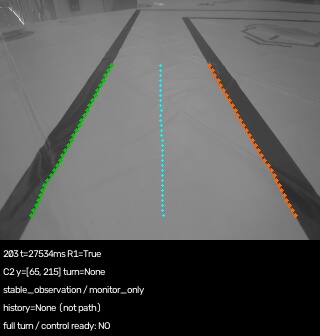 203 t=27534ms R1=True
C2 y=[65, 215] turn=None
stable_observation / monitor_only
history=None (not path)
full turn / control ready: NO